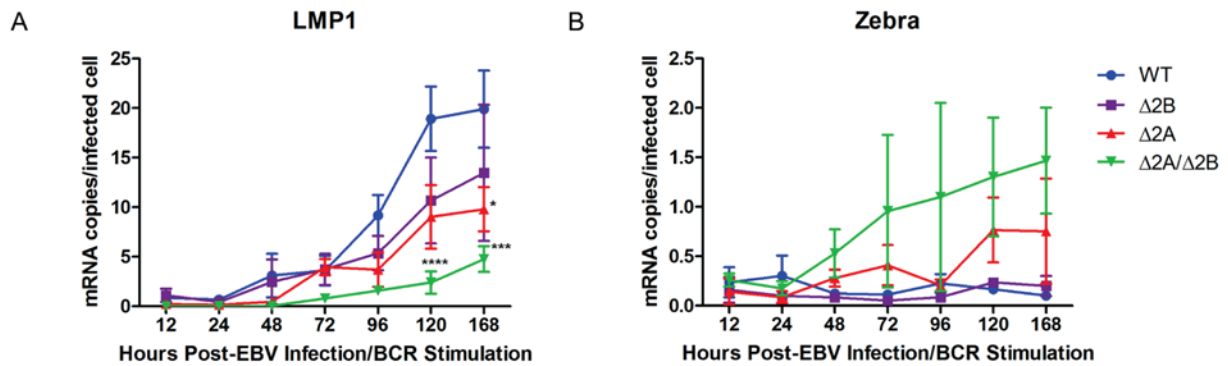 A
LMP1
mRNA copies/infected cell
25
20
15
10
5
0
*
***
****
12 24 48 72 96 120 168
Hours Post-EBV Infection/BCR Stimulation
B
Zebra
mRNA copies/infected cell
2.5
2.0
1.5
1.0
0.5
0.0
12 24 48 72 96 120 168
Hours Post-EBV Infection/BCR Stimulation
WT
Δ2B
Δ2A
Δ2A/Δ2B